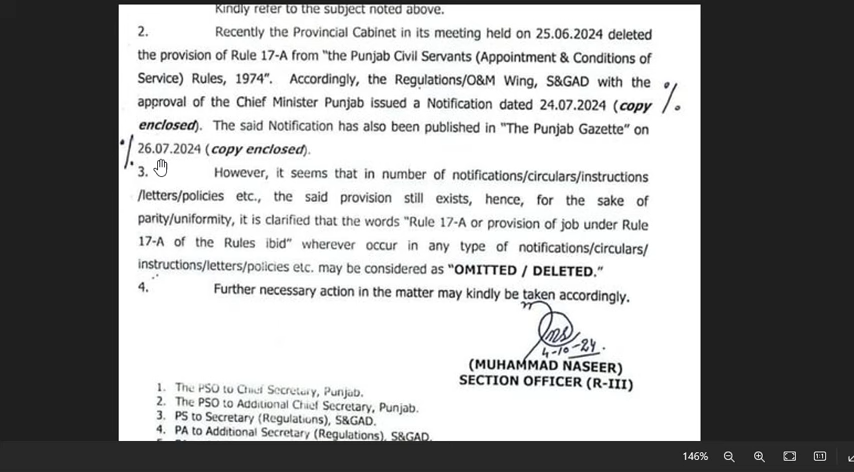 Kindly refer to the subject noted above.
2. Recently the Provincial Cabinet in its meeting held on 25.06.2024 deleted
the provision of Rule 17-A from "the Punjab Civil Servants (Appointment & Conditions of
Service) Rules, 1974". Accordingly, the Regulations/O&M Wing, S&GAD with the
approval of the Chief Minister Punjab issued a Notification dated 24.07.2024 (copy
enclosed). The said Notification has also been published in "The Punjab Gazette" on
26.07.2024 (copy enclosed).
3. However, it seems that in number of notifications/circulars/instructions
/letters/policies etc., the said provision still exists, hence, for the sake of
parity/uniformity, it is clarified that the words "Rule 17-A or provision of job under Rule
17-A of the Rules ibid" wherever occur in any type of notifications/circulars/
instructions/letters/policies etc. may be considered as "OMITTED / DELETED."
4. Further necessary action in the matter may kindly be taken accordingly.
4-10-24.
(MUHAMMAD NASEER)
SECTION OFFICER (R-III)
1. The PSO to Chief Secretary, Punjab.
2. The PSO to Additional Chief Secretary, Punjab.
3. PS to Secretary (Regulations), S&GAD.
4. PA to Additional Secretary (Regulations), S&GAD.
146%